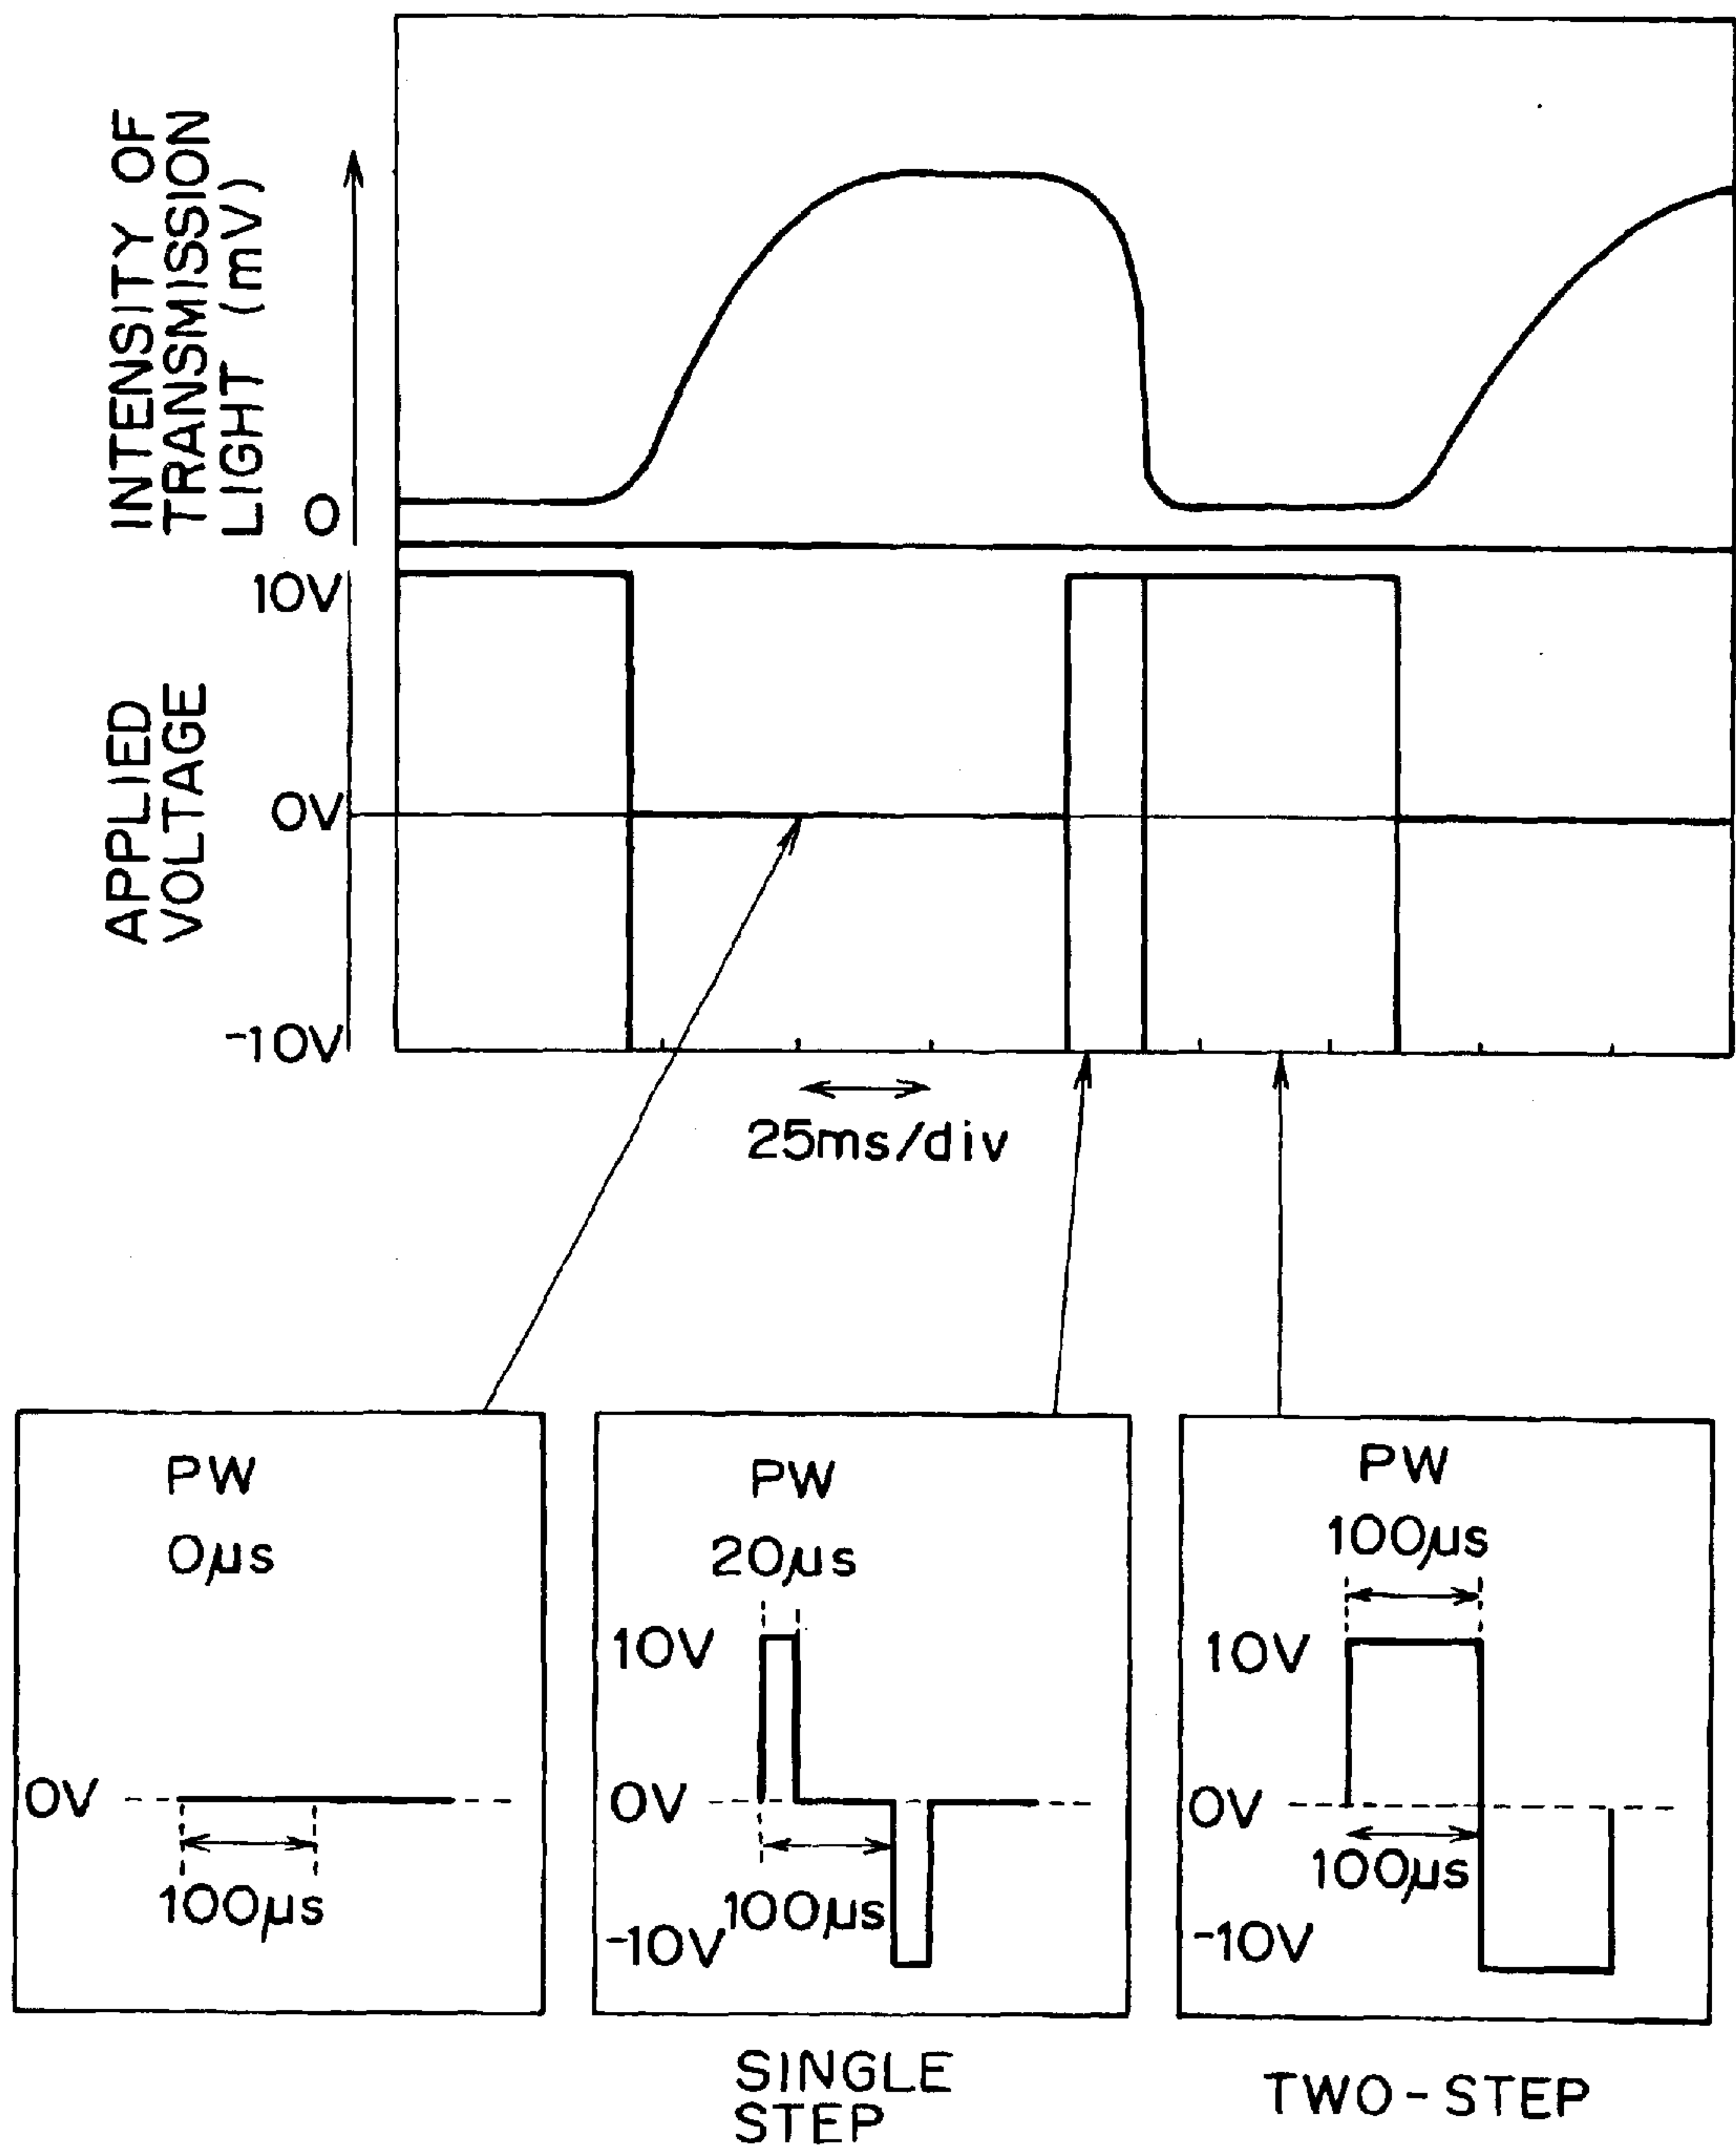 INTENSITY OF
TRANSMISSION
LIGHT (mV)
0
10V
APPLIED
VOLTAGE
0V
-10V
25ms/div
PW
0μs
0V
100μs
PW
20μs
10V
0V
100μs
-10V
SINGLE
STEP
PW
100μs
10V
0V
100μs
-10V
TWO-STEP